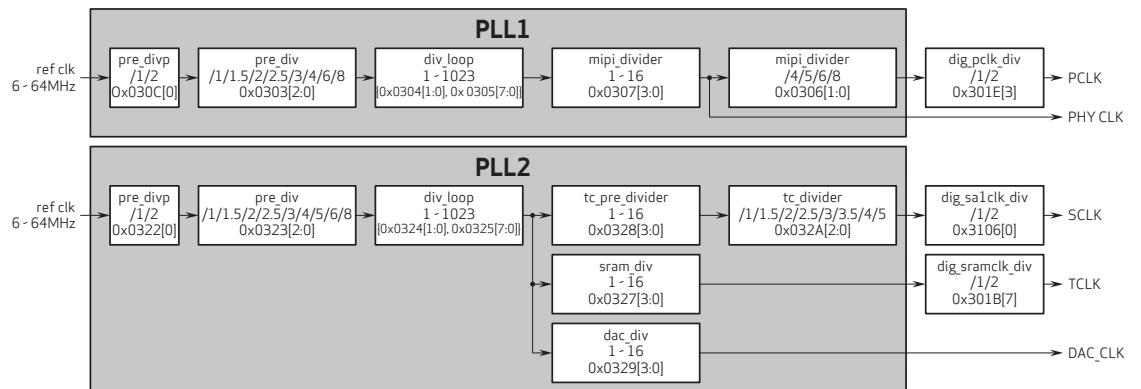 PLL1
ref clk
6 - 64MHz
pre_divp
/1/2
0x030C[0]
pre_div
/1/1.5/2/2.5/3/4/6/8
0x0303[2:0]
div_loop
1 - 1023
{0x0304[1:0], 0x 0305[7:0]}
mipi_divider
1 - 16
0x0307[3:0]
mipi_divider
/4/5/6/8
0x0306[1:0]
dig_pclk_div
/1/2
0x301E[3]
PCLK
PHY CLK
PLL2
ref clk
6 - 64MHz
pre_divp
/1/2
0x0322[0]
pre_div
/1/1.5/2/2.5/3/4/5/6/8
0x0323[2:0]
div_loop
1 - 1023
{0x0324[1:0], 0x0325[7:0]}
tc_pre_divider
1 - 16
0x0328[3:0]
tc_divider
/1/1.5/2/2.5/3/3.5/4/5
0x032A[2:0]
dig_sa1clk_div
/1/2
0x3106[0]
SCLK
sram_div
1 - 16
0x0327[3:0]
dig_sramclk_div
/1/2
0x301B[7]
TCLK
dac_div
1 - 16
0x0329[3:0]
DAC_CLK